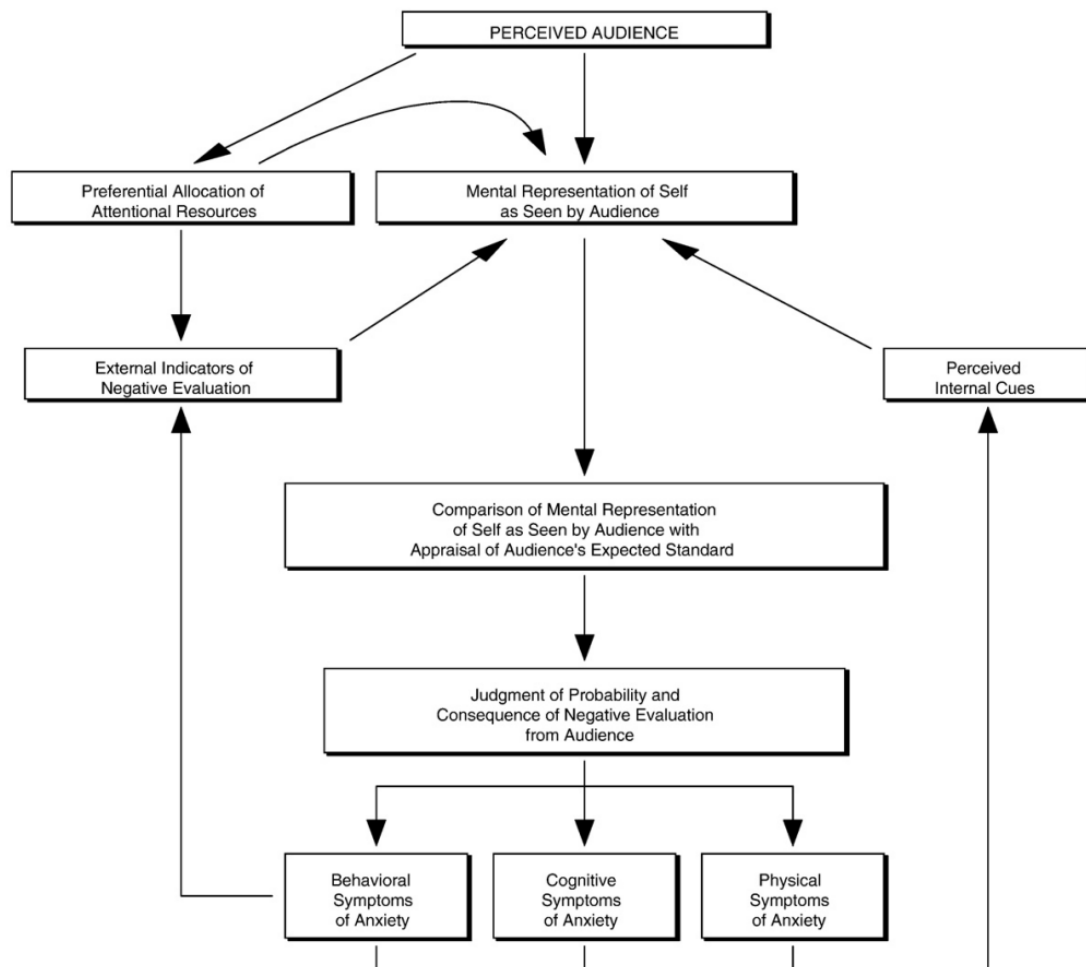 PERCEIVED AUDIENCE
Preferential Allocation of
Attentional Resources
Mental Representation of Self
as Seen by Audience
External Indicators of
Negative Evaluation
Perceived
Internal Cues
Comparison of Mental Representation
of Self as Seen by Audience with
Appraisal of Audience's Expected Standard
Judgment of Probability and
Consequence of Negative Evaluation
from Audience
Behavioral
Symptoms
of Anxiety
Cognitive
Symptoms
of Anxiety
Physical
Symptoms
of Anxiety